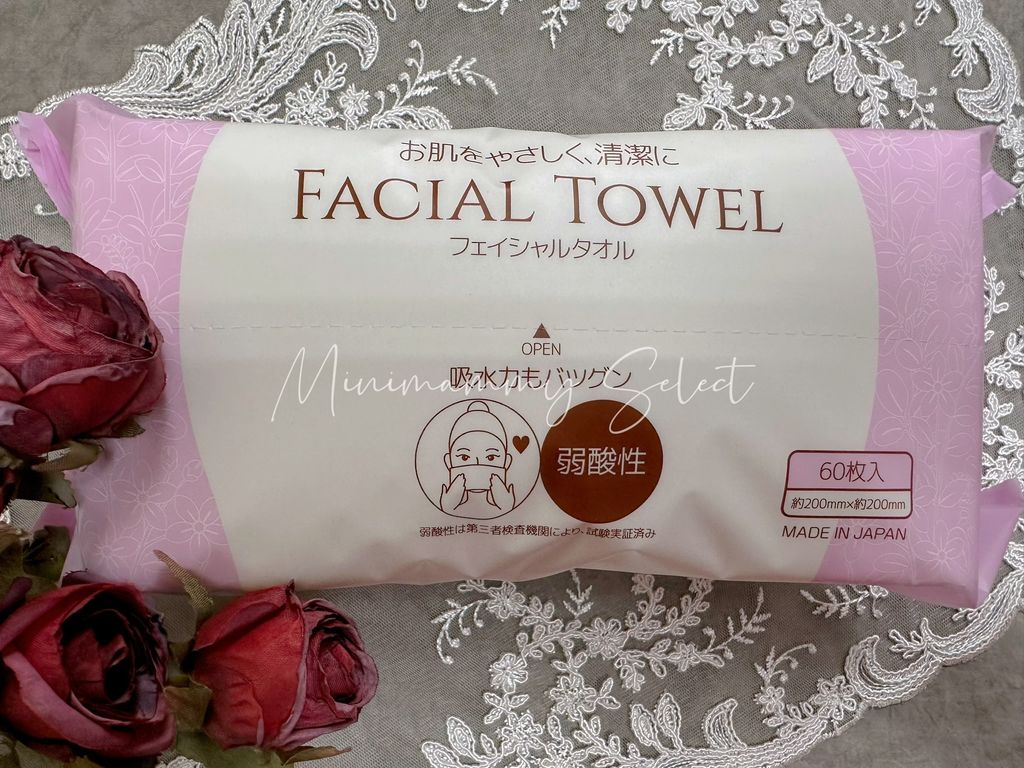 お肌をやさしく、清潔に
FACIAL TOWEL
フェイシャルタオル
OPEN
吸水力もバツグン
Minimammy Select
弱酸性
弱酸性は第三者検査機関により、試験実証済み
60枚入
約200mm×約200mm
MADE IN JAPAN